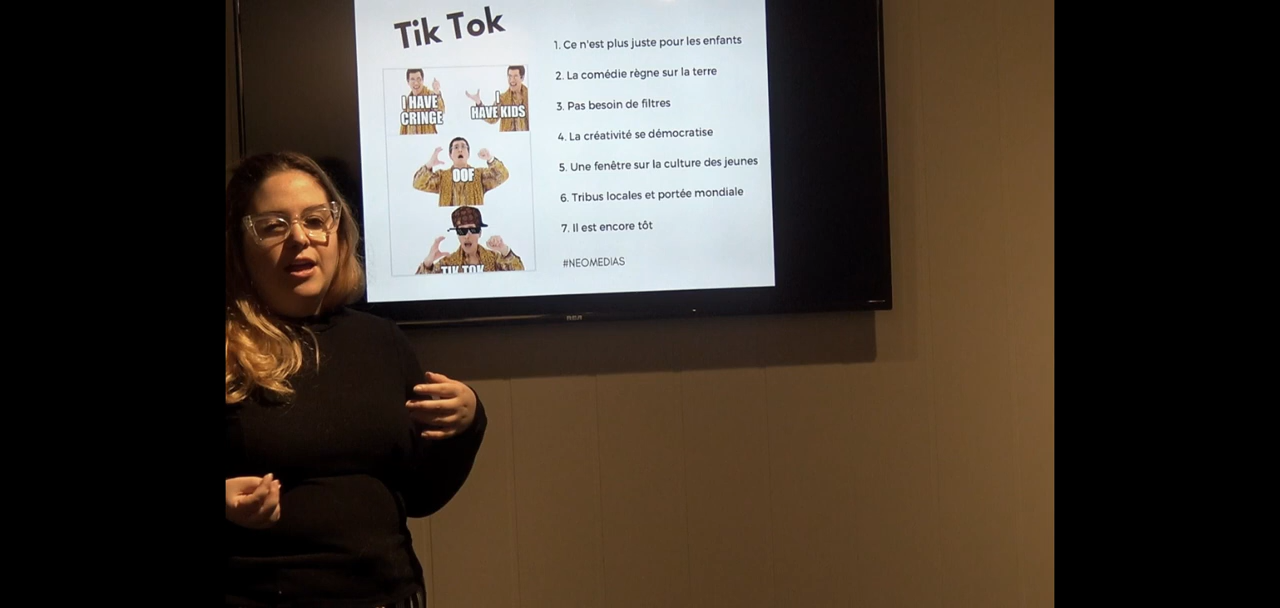 Tik Tok
I HAVE
CRINGE
I
HAVE KIDS
OOF
TIK TOK
1. Ce n'est plus juste pour les enfants
2. La comédie règne sur la terre
3. Pas besoin de filtres
4. La créativité se démocratise
5. Une fenêtre sur la culture des jeunes
6. Tribus locales et portée mondiale
7. Il est encore tôt
#NEOMEDIAS
RCA